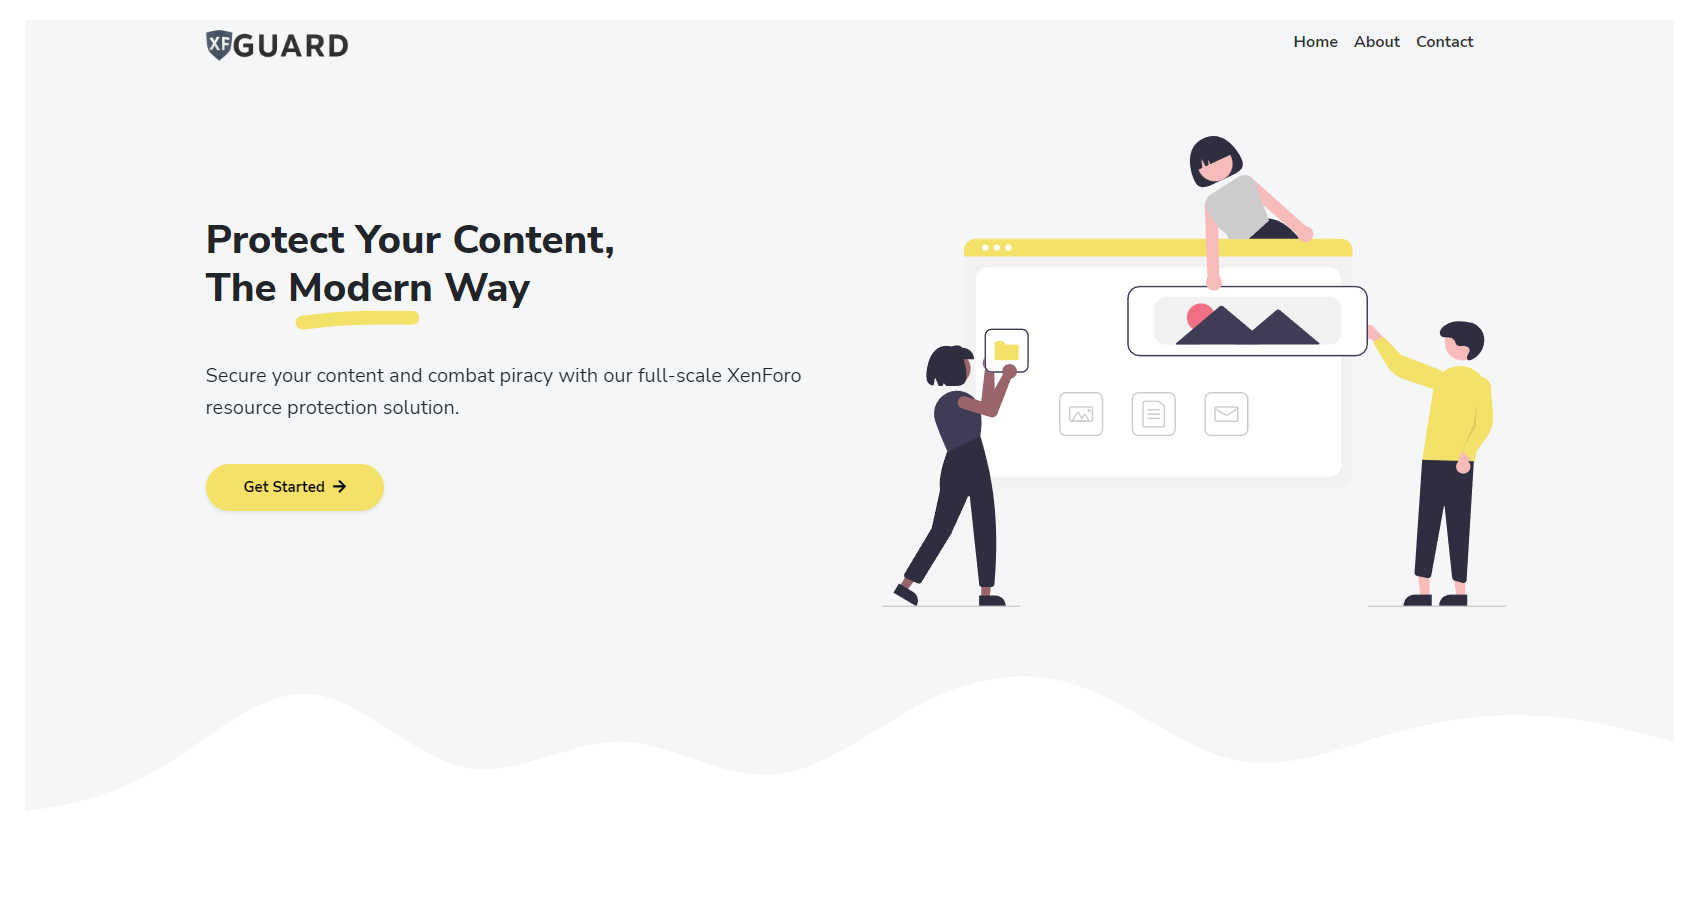 XF GUARD
Home About Contact
Protect Your Content,
The Modern Way
Secure your content and combat piracy with our full-scale XenForo
resource protection solution.
Get Started →